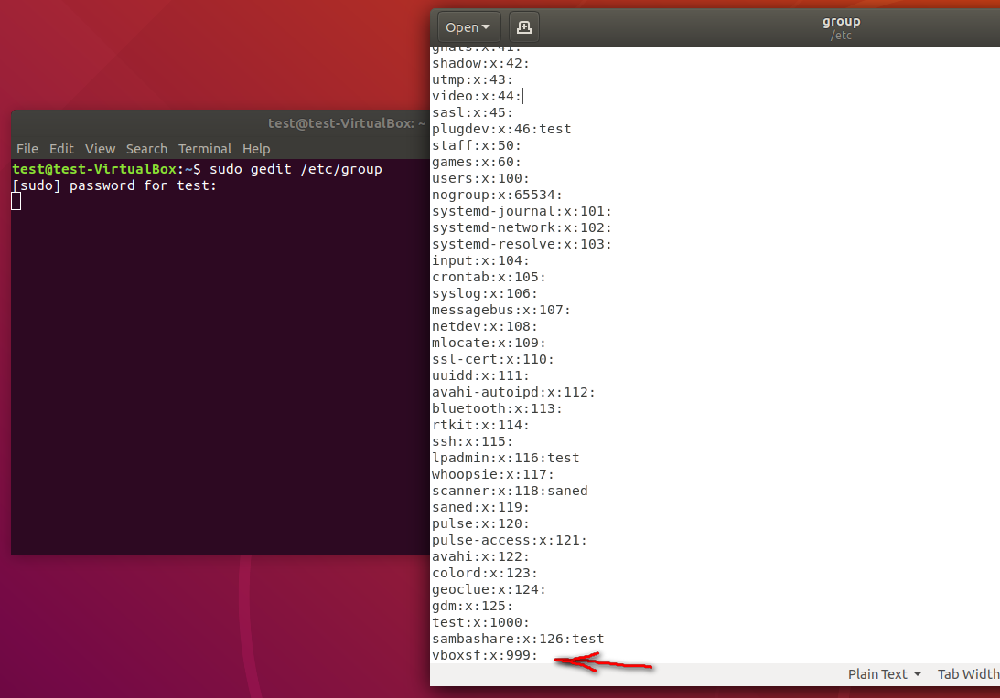 test@test-VirtualBox: ~
File Edit View Search Terminal Help
test@test-VirtualBox:~$ sudo gedit /etc/group
[sudo] password for test:
Open
group
/etc
gnats:x:41:
shadow:x:42:
utmp:x:43:
video:x:44:
sasl:x:45:
plugdev:x:46:test
staff:x:50:
games:x:60:
users:x:100:
nogroup:x:65534:
systemd-journal:x:101:
systemd-network:x:102:
systemd-resolve:x:103:
input:x:104:
crontab:x:105:
syslog:x:106:
messagebus:x:107:
netdev:x:108:
mlocate:x:109:
ssl-cert:x:110:
uuidd:x:111:
avahi-autoipd:x:112:
bluetooth:x:113:
rtkit:x:114:
ssh:x:115:
lpadmin:x:116:test
whoopsie:x:117:
scanner:x:118:saned
saned:x:119:
pulse:x:120:
pulse-access:x:121:
avahi:x:122:
colord:x:123:
geoclue:x:124:
gdm:x:125:
test:x:1000:
sambashare:x:126:test
vboxsf:x:999:
Plain Text Tab Width